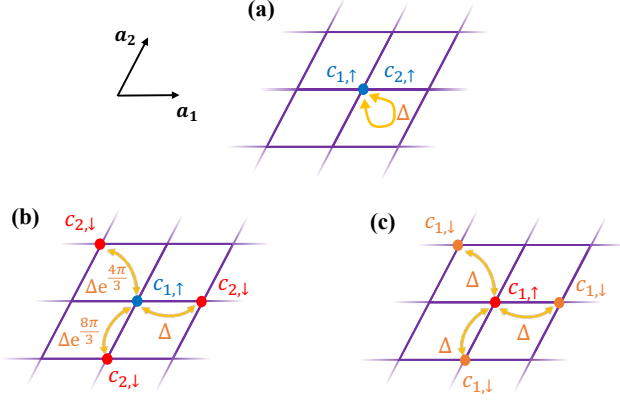 (a)
a₂
a₁
c₁,↑ c₂,↑
Δ
(b)
c₂,↓
Δe^{4π/3}
c₁,↑
c₂,↓
Δe^{8π/3}
Δ
c₂,↓
(c)
c₁,↓
Δ
c₁,↑
c₁,↓
Δ
Δ
c₁,↓